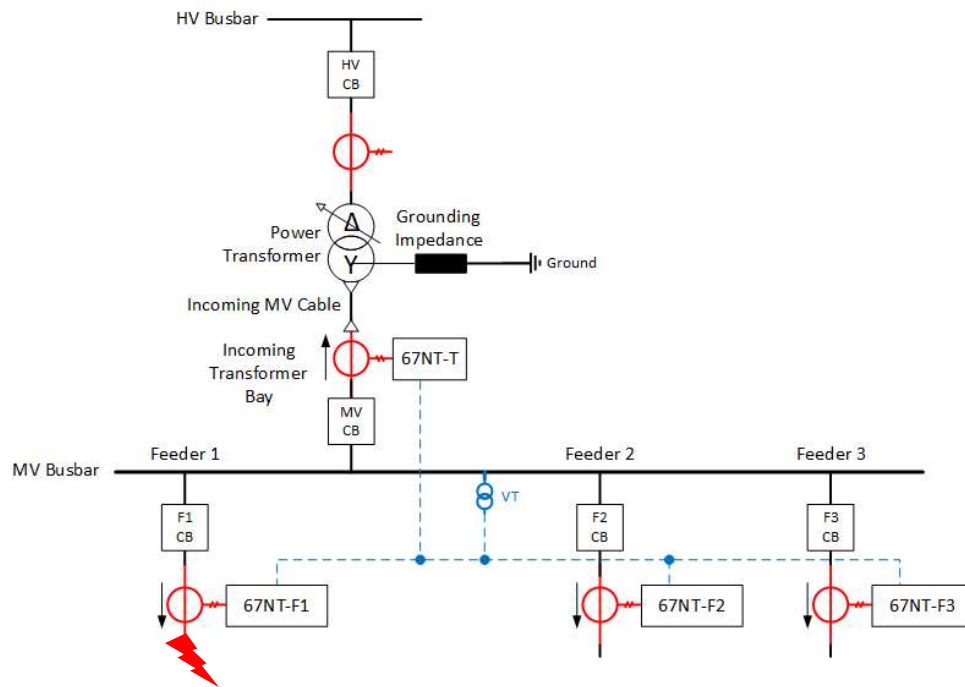 HV Busbar
HV
CB
Δ
Y
Power
Transformer
Grounding
Impedance
Ground
Incoming MV Cable
Incoming
Transformer
Bay
67NT-T
MV
CB
Feeder 1
Feeder 2
Feeder 3
MV Busbar
VT
F1
CB
F2
CB
F3
CB
67NT-F1
67NT-F2
67NT-F3